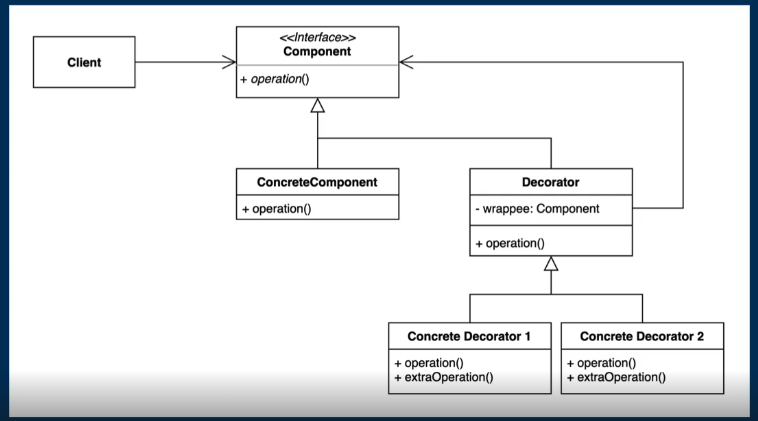 Client
<<Interface>>
Component
+ operation()
ConcreteComponent
+ operation()
Decorator
- wrappee: Component
+ operation()
Concrete Decorator 1
+ operation()
+ extraOperation()
Concrete Decorator 2
+ operation()
+ extraOperation()